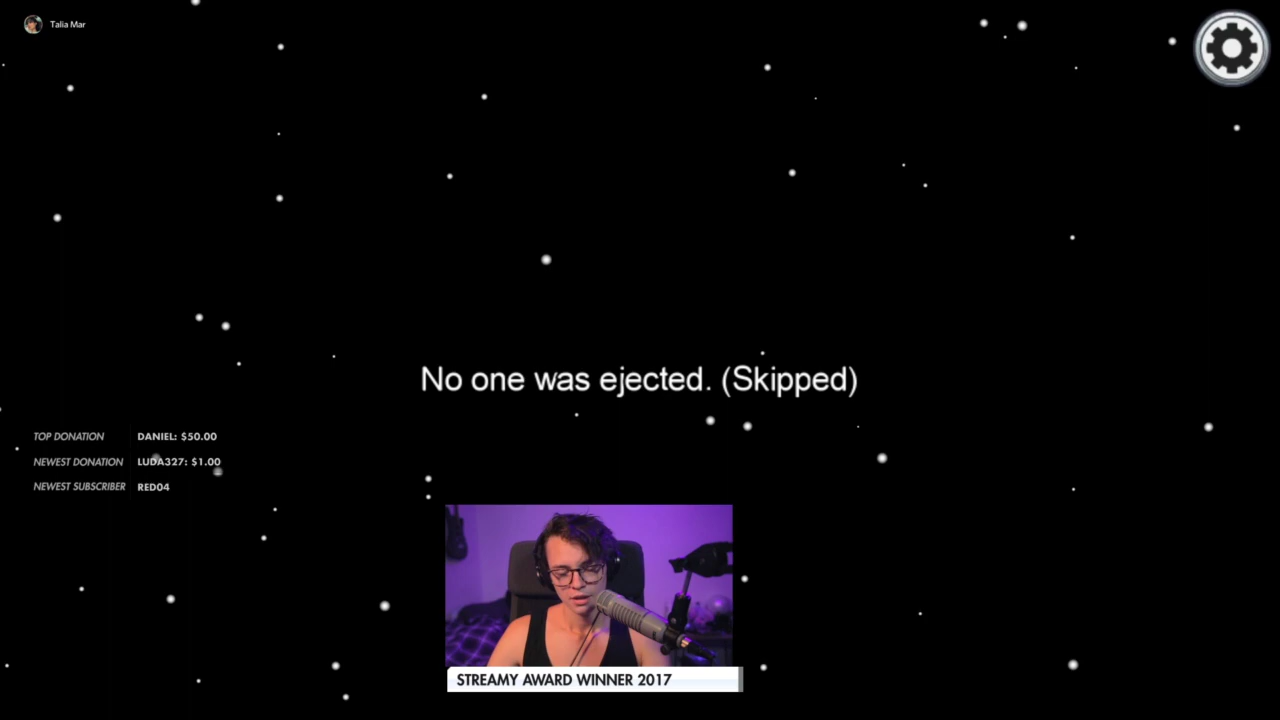 Talia Mar
No one was ejected. (Skipped)
TOP DONATION DANIEL: $50.00
NEWEST DONATION LUDA327: $1.00
NEWEST SUBSCRIBER RED04
STREAMY AWARD WINNER 2017